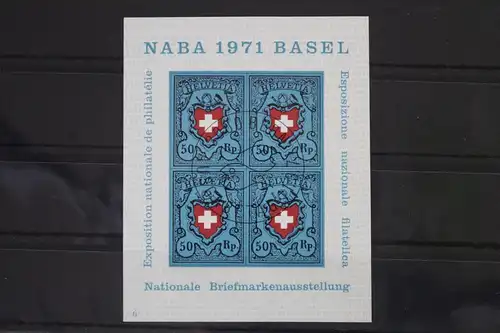 NABA 1971 BASEL
Exposition nationale de philatélie
HELVETIA
50 Rp
HELVETIA
50 Rp
HELVETIA
50 Rp
HELVETIA
50 Rp
Esposizione nazionale filatelica
Nationale Briefmarkenausstellung